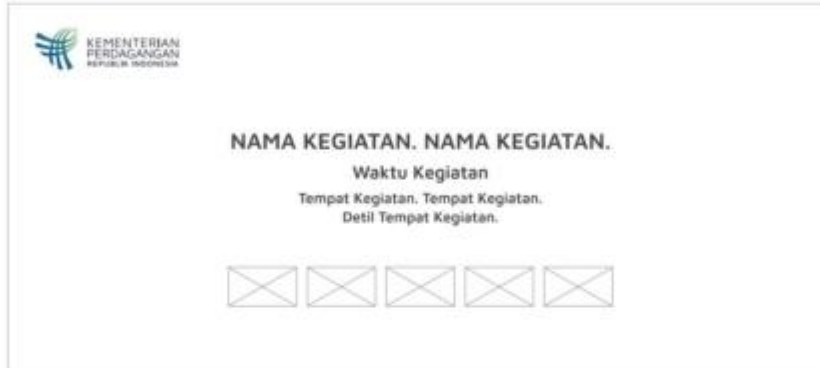 KEMENTERIAN
PERDAGANGAN
REPUBLIK INDONESIA
NAMA KEGIATAN. NAMA KEGIATAN.
Waktu Kegiatan
Tempat Kegiatan. Tempat Kegiatan.
Detil Tempat Kegiatan.